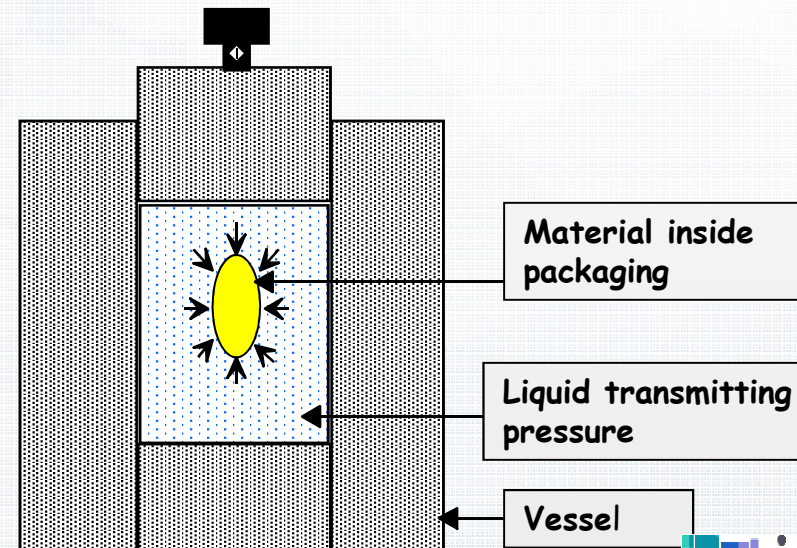 Material inside
packaging
Liquid transmitting
pressure
Vessel